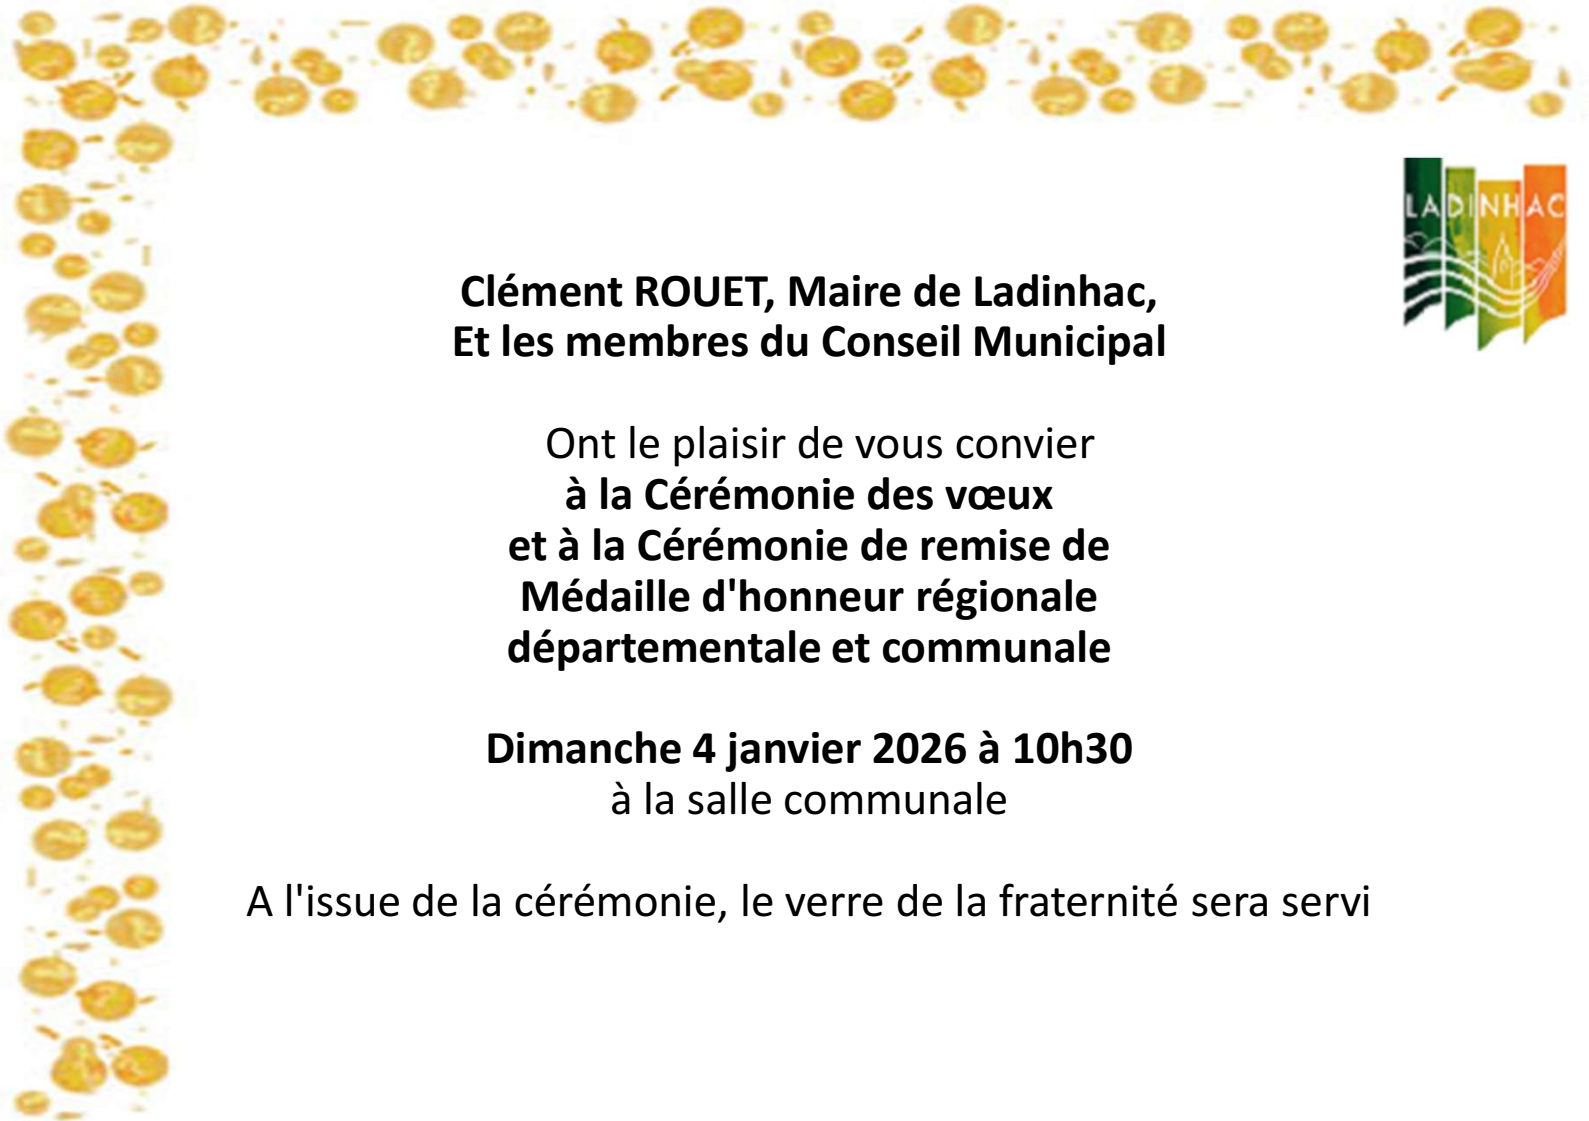 LADINHAC
Clément ROUET, Maire de Ladinhac,
Et les membres du Conseil Municipal
Ont le plaisir de vous convier
à la Cérémonie des vœux
et à la Cérémonie de remise de
Médaille d'honneur régionale
départementale et communale
Dimanche 4 janvier 2026 à 10h30
à la salle communale
A l'issue de la cérémonie, le verre de la fraternité sera servi